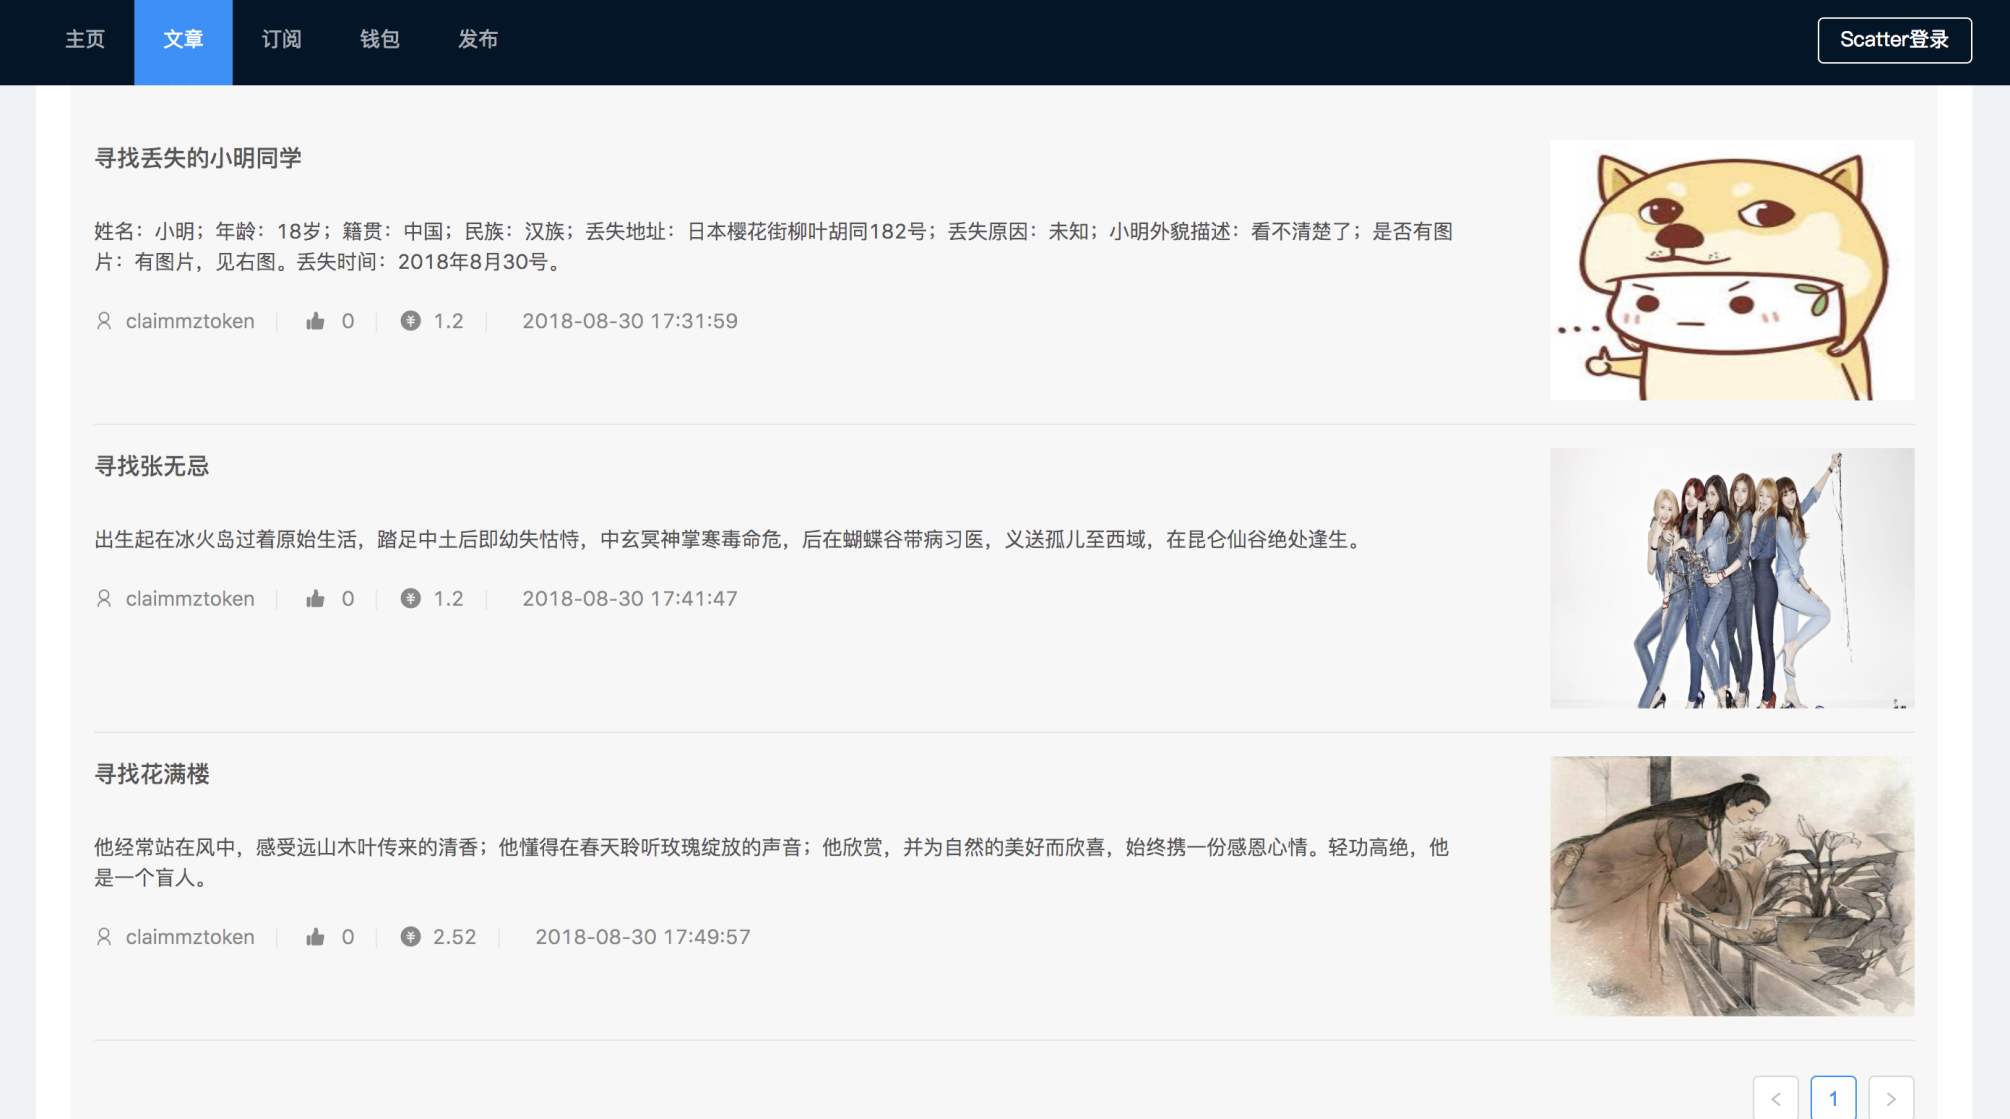 主页 文章 订阅 钱包 发布 Scatter登录
寻找丢失的小明同学
姓名：小明；年龄：18岁；籍贯：中国；民族：汉族；丢失地址：日本樱花街柳叶胡同182号；丢失原因：未知；小明外貌描述：看不清楚了；是否有图
片：有图片，见右图。丢失时间：2018年8月30号。
claimmztoken 0 1.2 2018-08-30 17:31:59
寻找张无忌
出生起在冰火岛过着原始生活，踏足中土后即幼失怙恃，中玄冥神掌寒毒命危，后在蝴蝶谷带病习医，义送孤儿至西域，在昆仑仙谷绝处逢生。
claimmztoken 0 1.2 2018-08-30 17:41:47
寻找花满楼
他经常站在风中，感受远山木叶传来的清香；他懂得在春天聆听玫瑰绽放的声音；他欣赏，并为自然的美好而欣喜，始终携一份感恩心情。轻功高绝，他
是一个盲人。
claimmztoken 0 2.52 2018-08-30 17:49:57
< 1 >